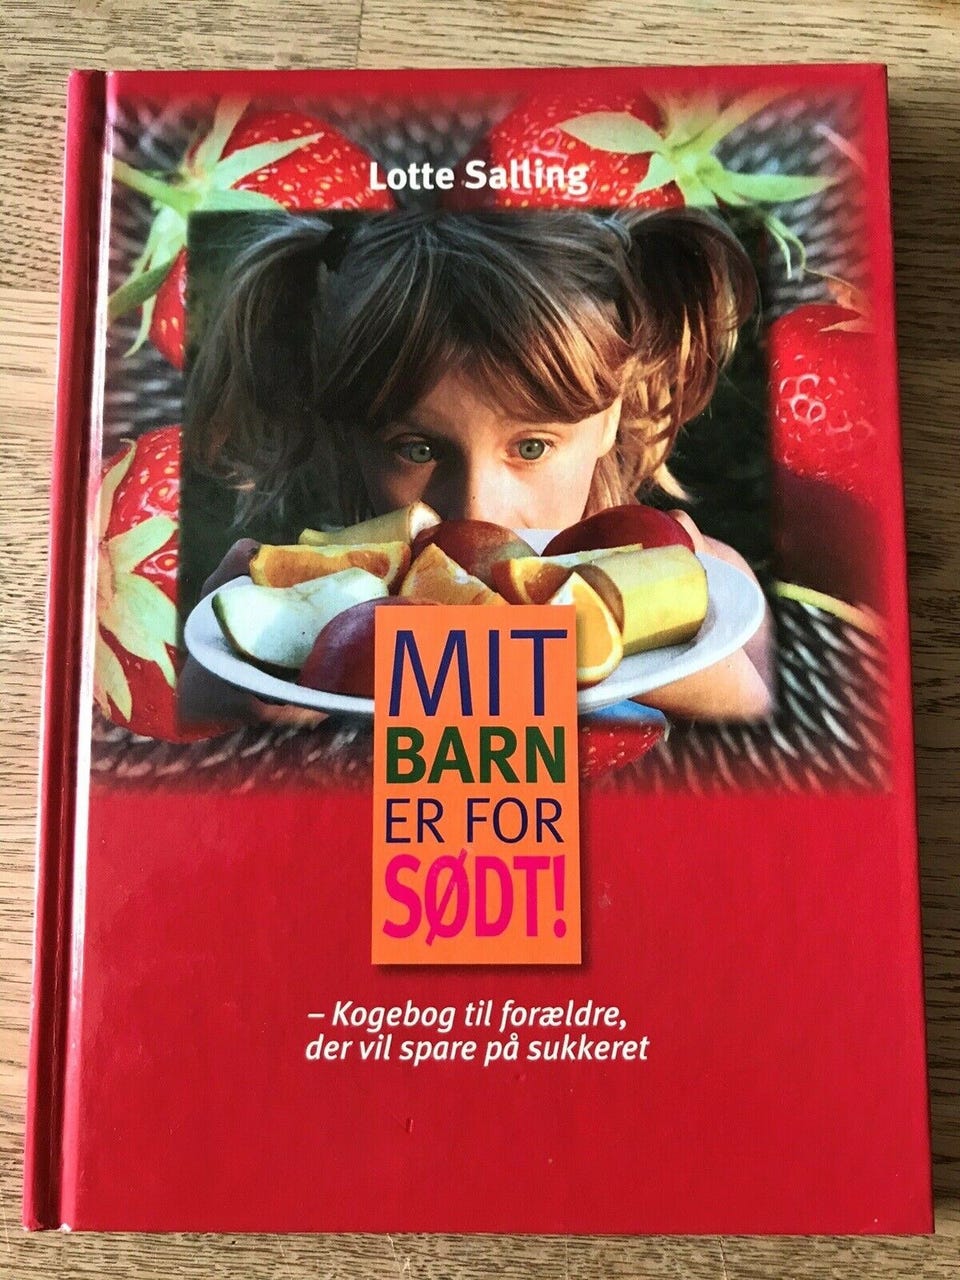 Lotte Salling
MIT
BARN
ER FOR
SØDT!
– Kogebog til forældre,
der vil spare på sukkeret